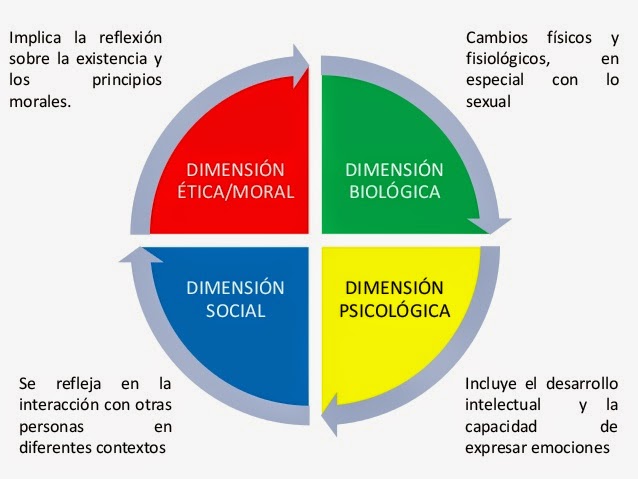 Implica la reflexión
sobre la existencia y
los principios
morales.
Cambios físicos y
fisiológicos, en
especial con lo
sexual
DIMENSIÓN
ÉTICA/MORAL
DIMENSIÓN
BIOLÓGICA
DIMENSIÓN
SOCIAL
DIMENSIÓN
PSICOLÓGICA
Se refleja en la
interacción con otras
personas en
diferentes contextos
Incluye el desarrollo
intelectual y la
capacidad de
expresar emociones